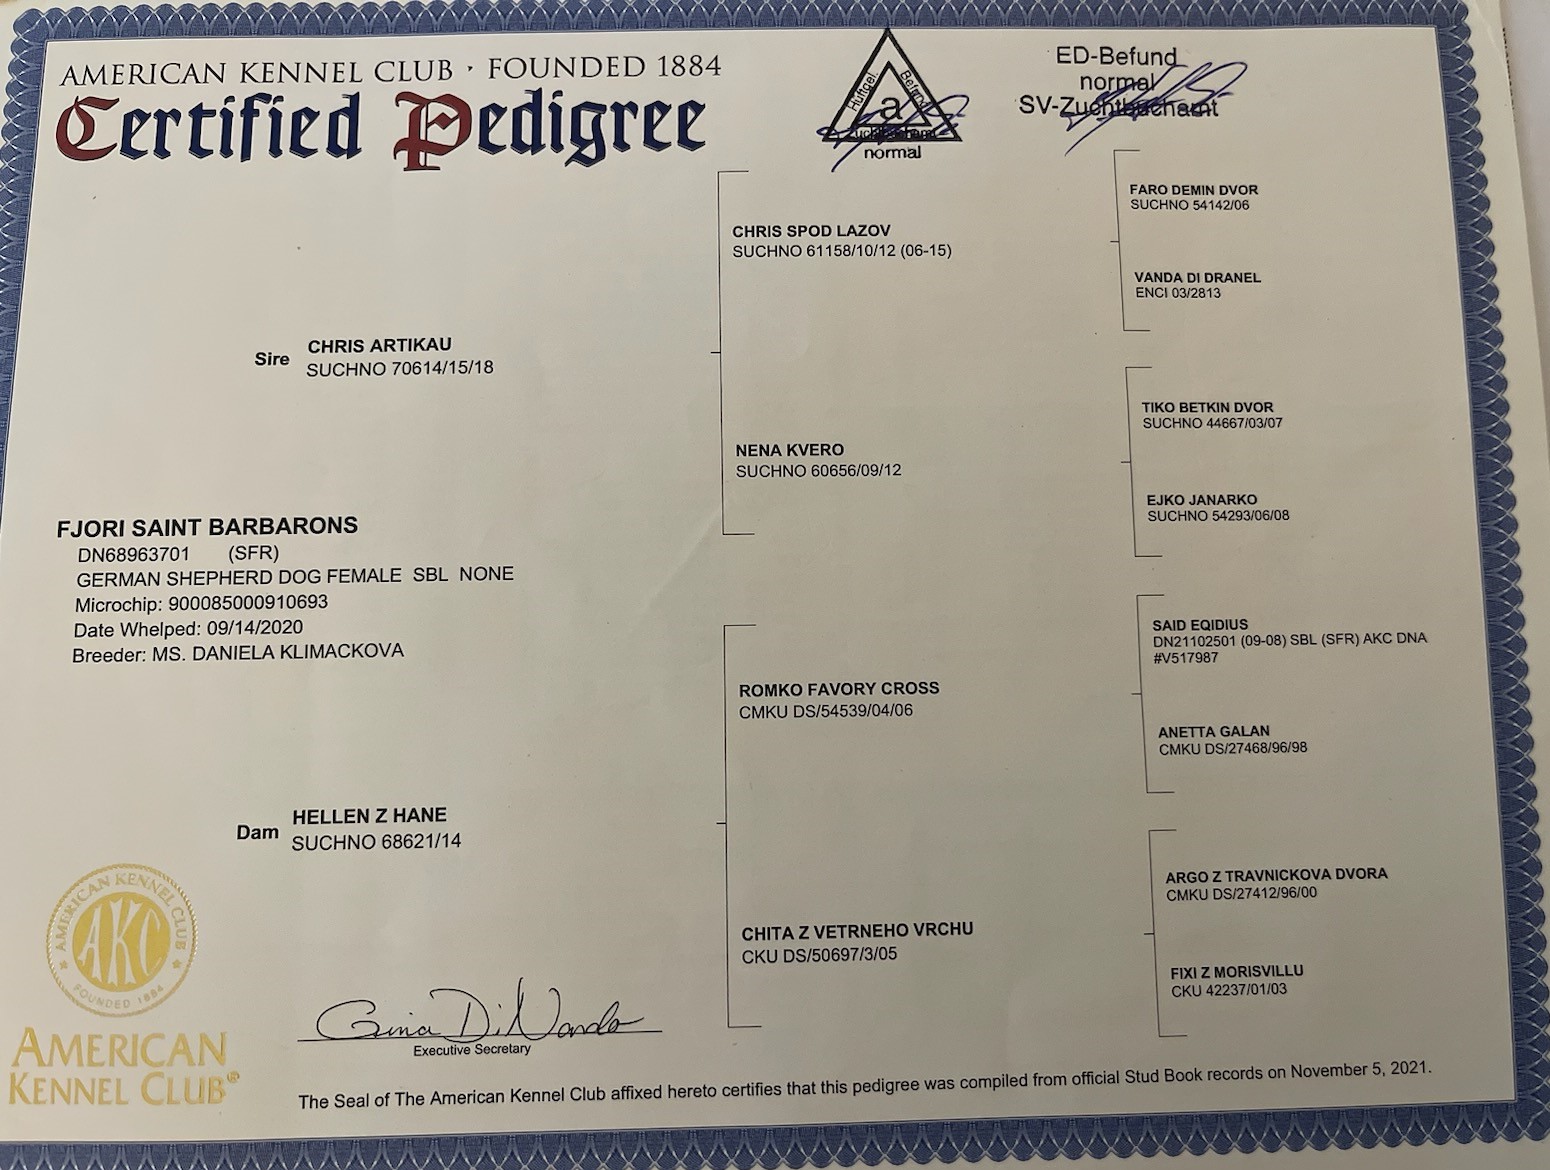 AMERICAN KENNEL CLUB · FOUNDED 1884
Certified Pedigree
Hüftgel. Befund
a
Zuchtbuchamt
normal
ED-Befund
normal
SV-Zuchtbuchamt
FARO DEMIN DVOR
SUCHNO 54142/06
CHRIS SPOD LAZOV
SUCHNO 61158/10/12 (06-15)
VANDA DI DRANEL
ENCI 03/2813
Sire CHRIS ARTIKAU
SUCHNO 70614/15/18
TIKO BETKIN DVOR
SUCHNO 44667/03/07
NENA KVERO
SUCHNO 60656/09/12
EJKO JANARKO
SUCHNO 54293/06/08
FJORI SAINT BARBARONS
DN68963701 (SFR)
GERMAN SHEPHERD DOG FEMALE SBL NONE
Microchip: 900085000910693
Date Whelped: 09/14/2020
Breeder: MS. DANIELA KLIMACKOVA
SAID EQIDIUS
DN21102501 (09-08) SBL (SFR) AKC DNA
#V517987
ROMKO FAVORY CROSS
CMKU DS/54539/04/06
ANETTA GALAN
CMKU DS/27468/96/98
Dam HELLEN Z HANE
SUCHNO 68621/14
ARGO Z TRAVNICKOVA DVORA
CMKU DS/27412/96/00
CHITA Z VETRNEHO VRCHU
CKU DS/50697/3/05
FIXI Z MORISVILLU
CKU 42237/01/03
AMERICAN KENNEL CLUB
AKC
FOUNDED 1884
AMERICAN
KENNEL CLUB®
Gina DiNardo
Executive Secretary
The Seal of The American Kennel Club affixed hereto certifies that this pedigree was compiled from official Stud Book records on November 5, 2021.